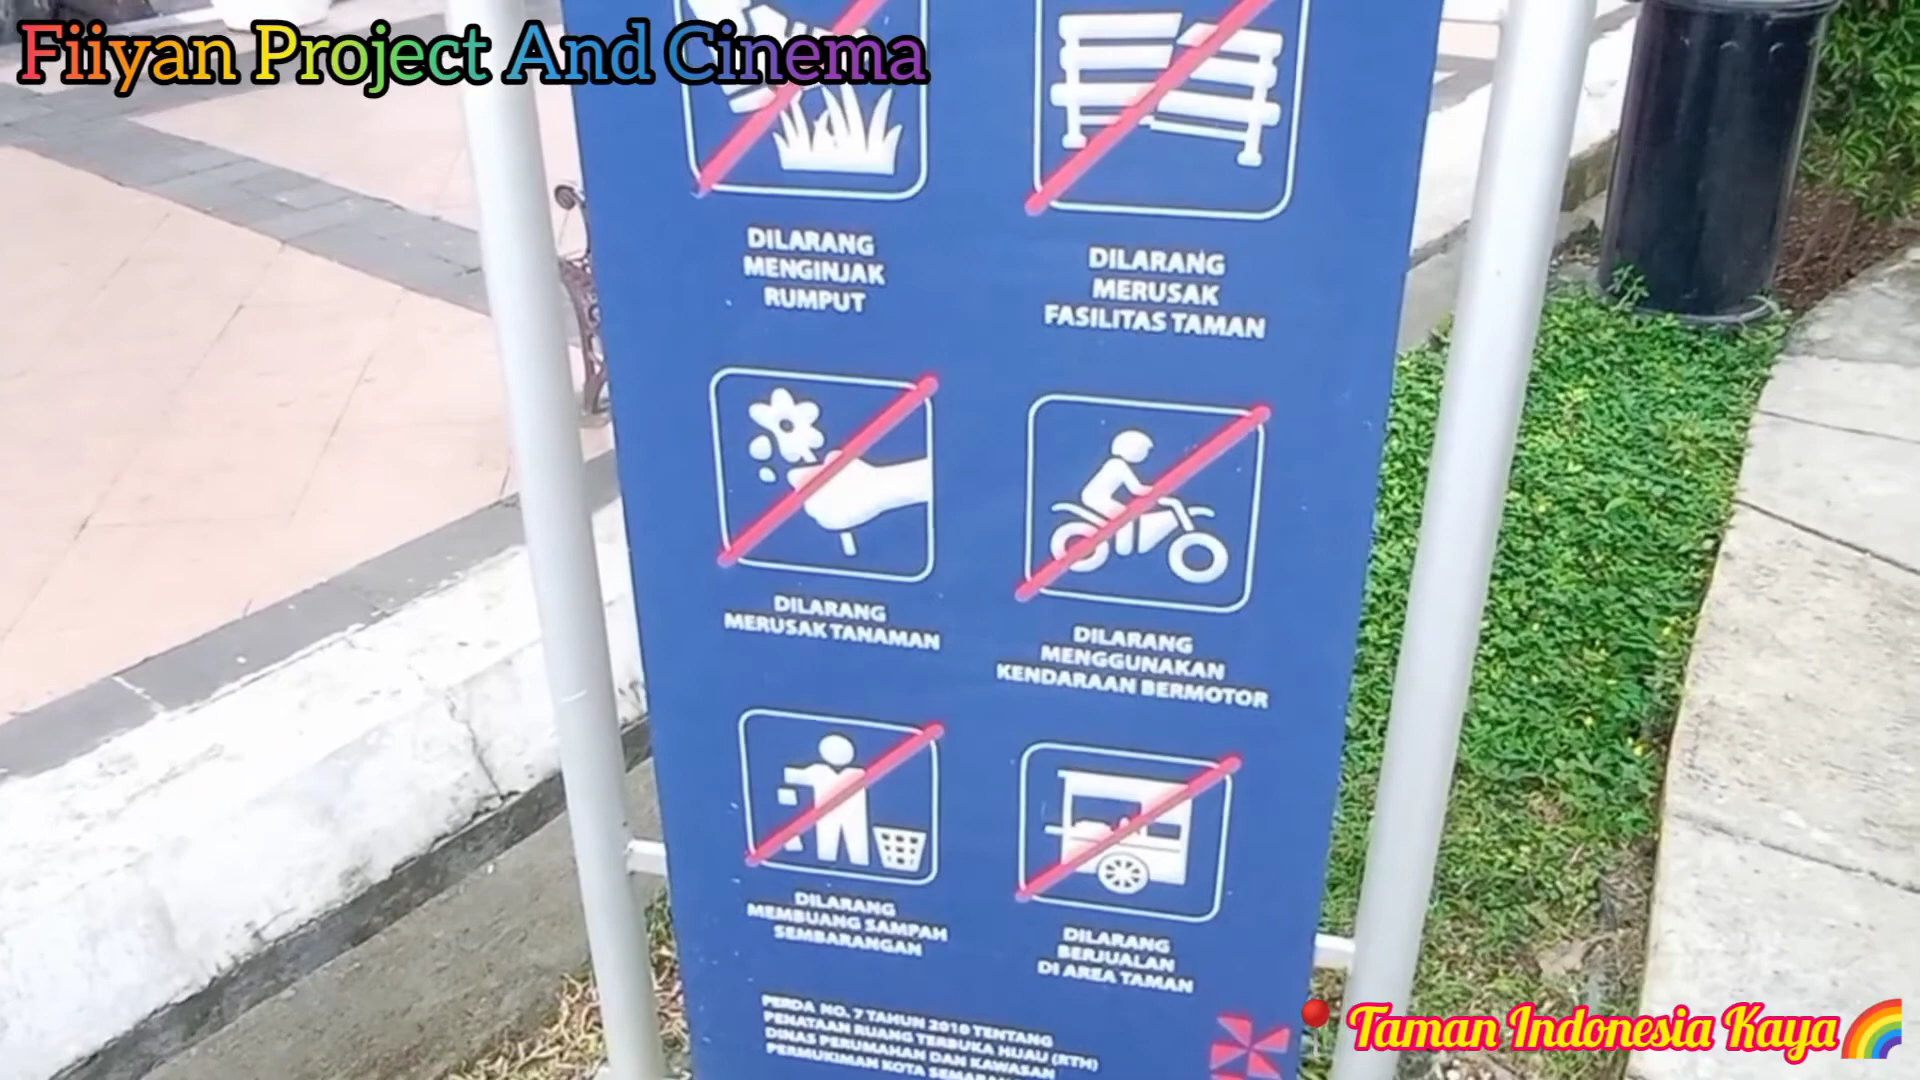 Fiiyan Project And Cinema
DILARANG
MENGINJAK
RUMPUT
DILARANG
MERUSAK
FASILITAS TAMAN
DILARANG
MERUSAK TANAMAN
DILARANG
MENGGUNAKAN
KENDARAAN BERMOTOR
DILARANG
MEMBUANG SAMPAH
SEMBARANGAN
DILARANG
BERJUALAN
DI AREA TAMAN
PERDA NO. 7 TAHUN 2010 TENTANG
PENATAAN RUANG TERBUKA HIJAU (RTH)
DINAS PERUMAHAN DAN KAWASAN
PERMUKIMAN KOTA
Taman Indonesia Kaya